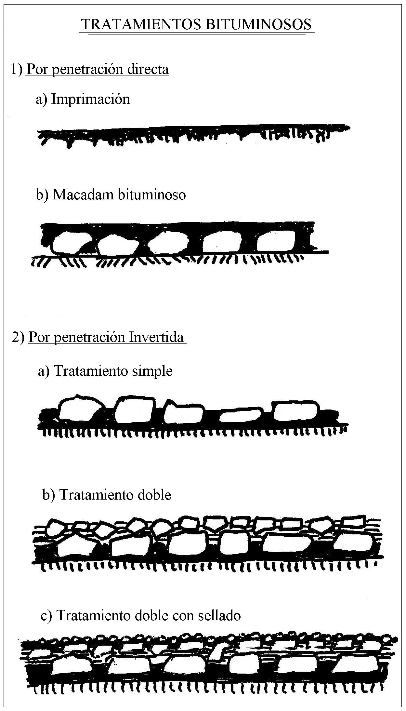 TRATAMIENTOS BITUMINOSOS
1) Por penetración directa
a) Imprimación
b) Macadam bituminoso
2) Por penetración Invertida
a) Tratamiento simple
b) Tratamiento doble
c) Tratamiento doble con sellado